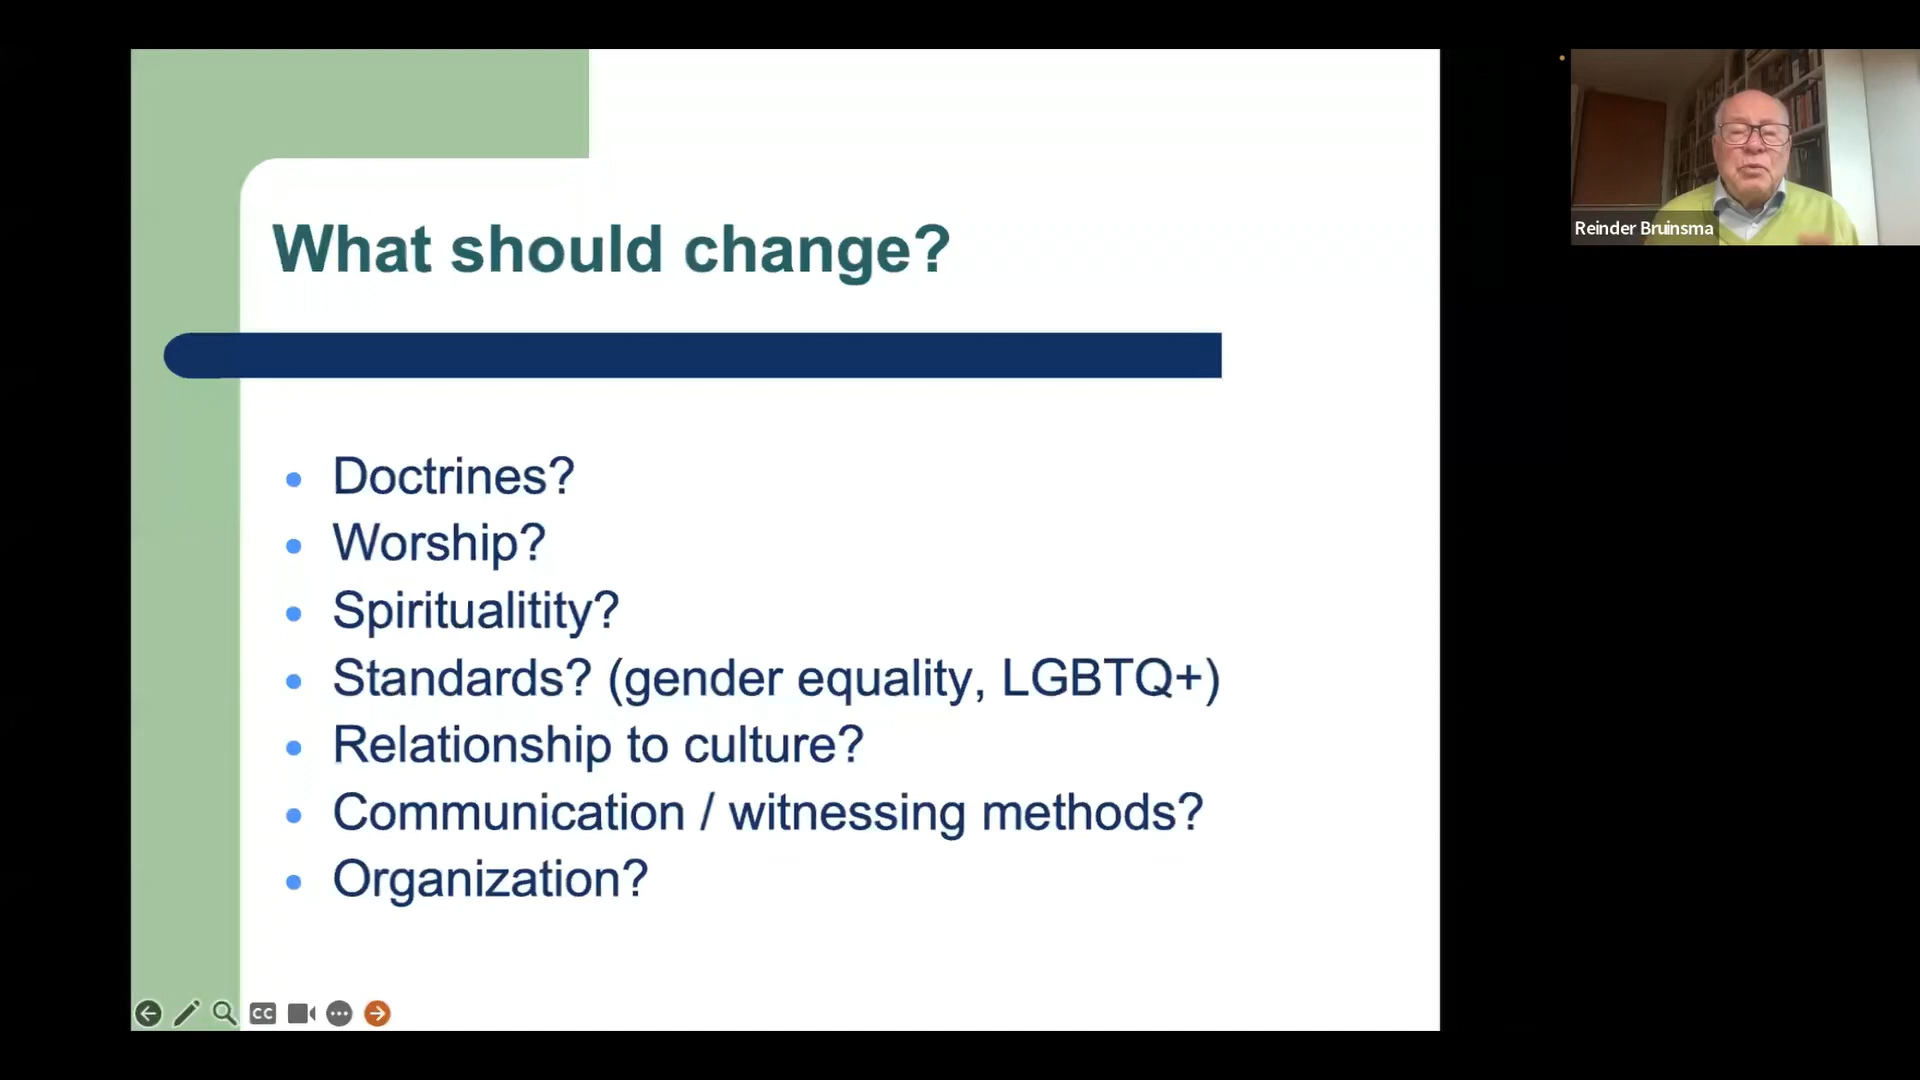 What should change?
Doctrines?
Worship?
Spiritualitity?
Standards? (gender equality, LGBTQ+)
Relationship to culture?
Communication / witnessing methods?
Organization?
CC
Reinder Bruinsma